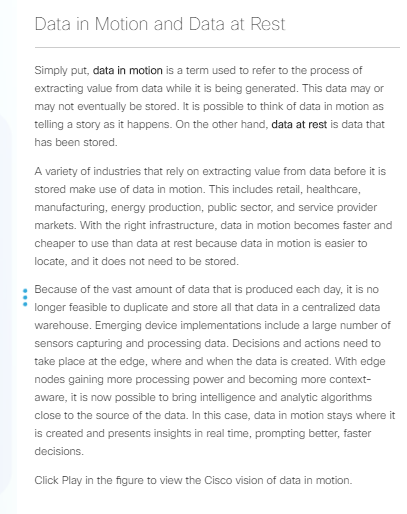 Data in Motion and Data at Rest
Simply put, data in motion is a term used to refer to the process of
extracting value from data while it is being generated. This data may or
may not eventually be stored. It is possible to think of data in motion as
telling a story as it happens. On the other hand, data at rest is data that
has been stored.
A variety of industries that rely on extracting value from data before it is
stored make use of data in motion. This includes retail, healthcare,
manufacturing, energy production, public sector, and service provider
markets. With the right infrastructure, data in motion becomes faster and
cheaper to use than data at rest because data in motion is easier to
locate, and it does not need to be stored.
Because of the vast amount of data that is produced each day, it is no
longer feasible to duplicate and store all that data in a centralized data
warehouse. Emerging device implementations include a large number of
sensors capturing and processing data. Decisions and actions need to
take place at the edge, where and when the data is created. With edge
nodes gaining more processing power and becoming more context-
aware, it is now possible to bring intelligence and analytic algorithms
close to the source of the data. In this case, data in motion stays where it
is created and presents insights in real time, prompting better, faster
decisions.
Click Play in the figure to view the Cisco vision of data in motion.